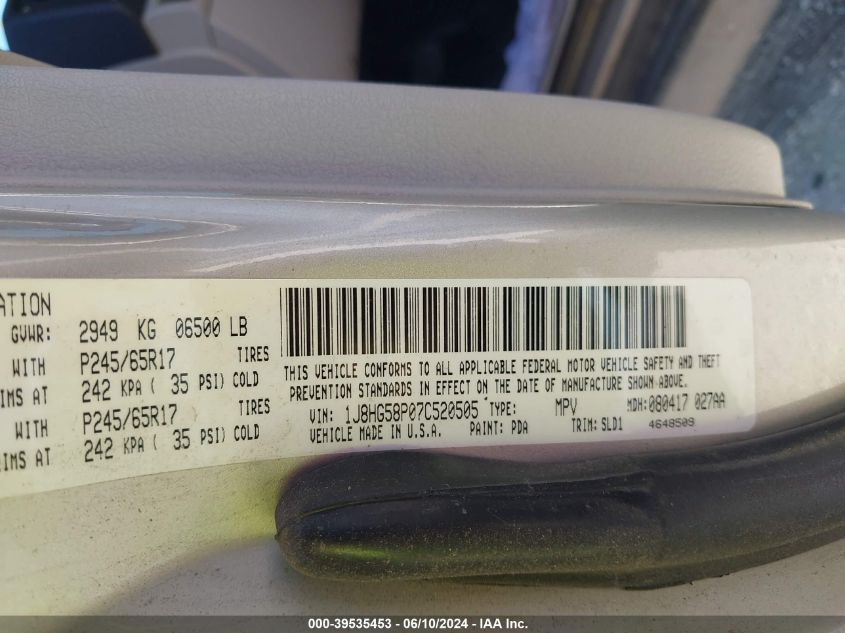 ATION
GVWR: 2949 KG 06500 LB
WITH P245/65R17 TIRES
IMS AT 242 KPA ( 35 PSI) COLD
WITH P245/65R17 TIRES
IMS AT 242 KPA ( 35 PSI) COLD
THIS VEHICLE CONFORMS TO ALL APPLICABLE FEDERAL MOTOR VEHICLE SAFETY AND THEFT
PREVENTION STANDARDS IN EFFECT ON THE DATE OF MANUFACTURE SHOWN ABOVE.
VIN: 1J8HG58P07C520505 TYPE: MPV MDH:080417 027AA
VEHICLE MADE IN U.S.A. PAINT: PDA TRIM: SLD1 4648509
000-39535453 - 06/10/2024 - IAA Inc.